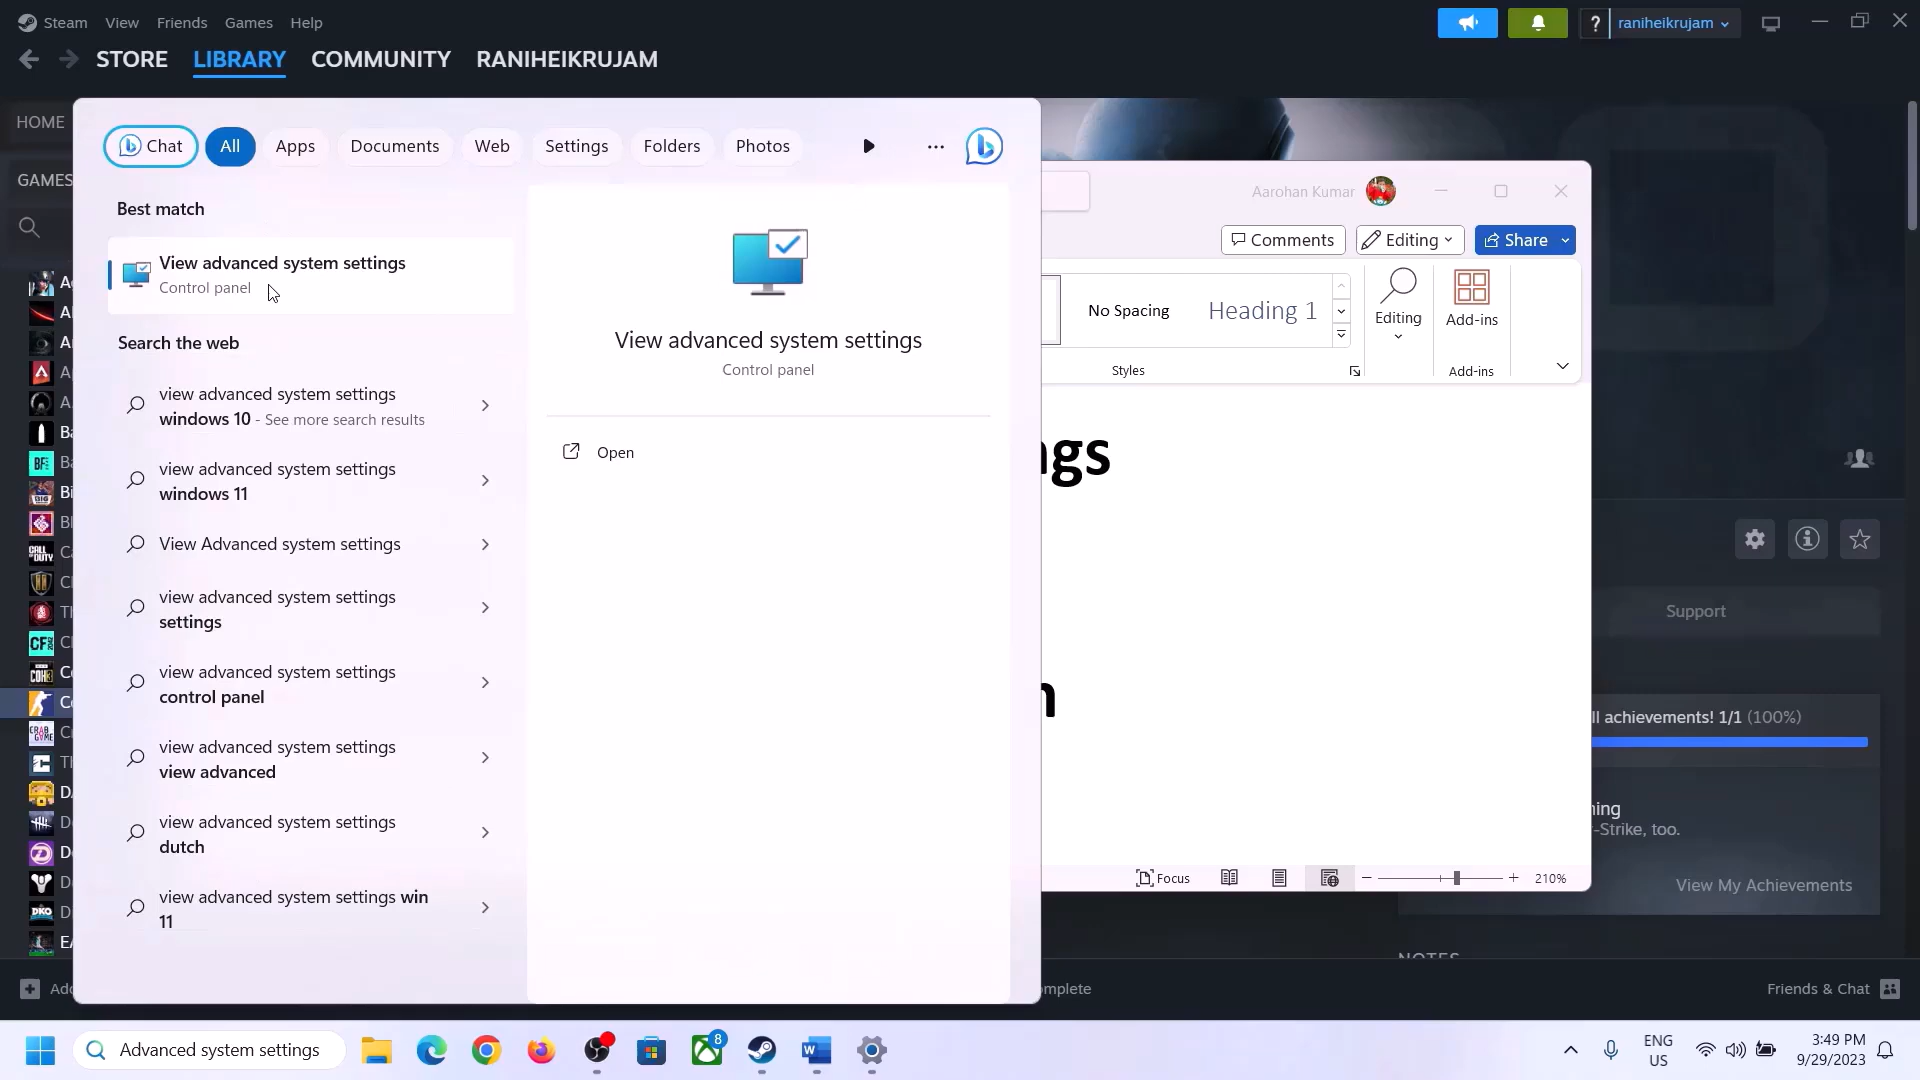 Steam View Friends Games Help
? raniheikrujam
STORE LIBRARY COMMUNITY RANIHEIKRUJAM
HOME
GAMES
Chat All Apps Documents Web Settings Folders Photos
Best match
View advanced system settings
Control panel
Search the web
view advanced system settings
windows 10 - See more search results
view advanced system settings
windows 11
View Advanced system settings
view advanced system settings
settings
view advanced system settings
control panel
view advanced system settings
view advanced
view advanced system settings
dutch
view advanced system settings win
11
View advanced system settings
Control panel
Open
Aarohan Kumar
Comments Editing Share
No Spacing Heading 1
Editing
Add-ins
Styles
Add-ins
ngs
n
Focus
210%
Support
ll achievements! 1/1 (100%)
-Strike, too.
View My Achievements
NOTES
Add
mplete
Friends & Chat
Advanced system settings
8
ENG
US
3:49 PM
9/29/2023